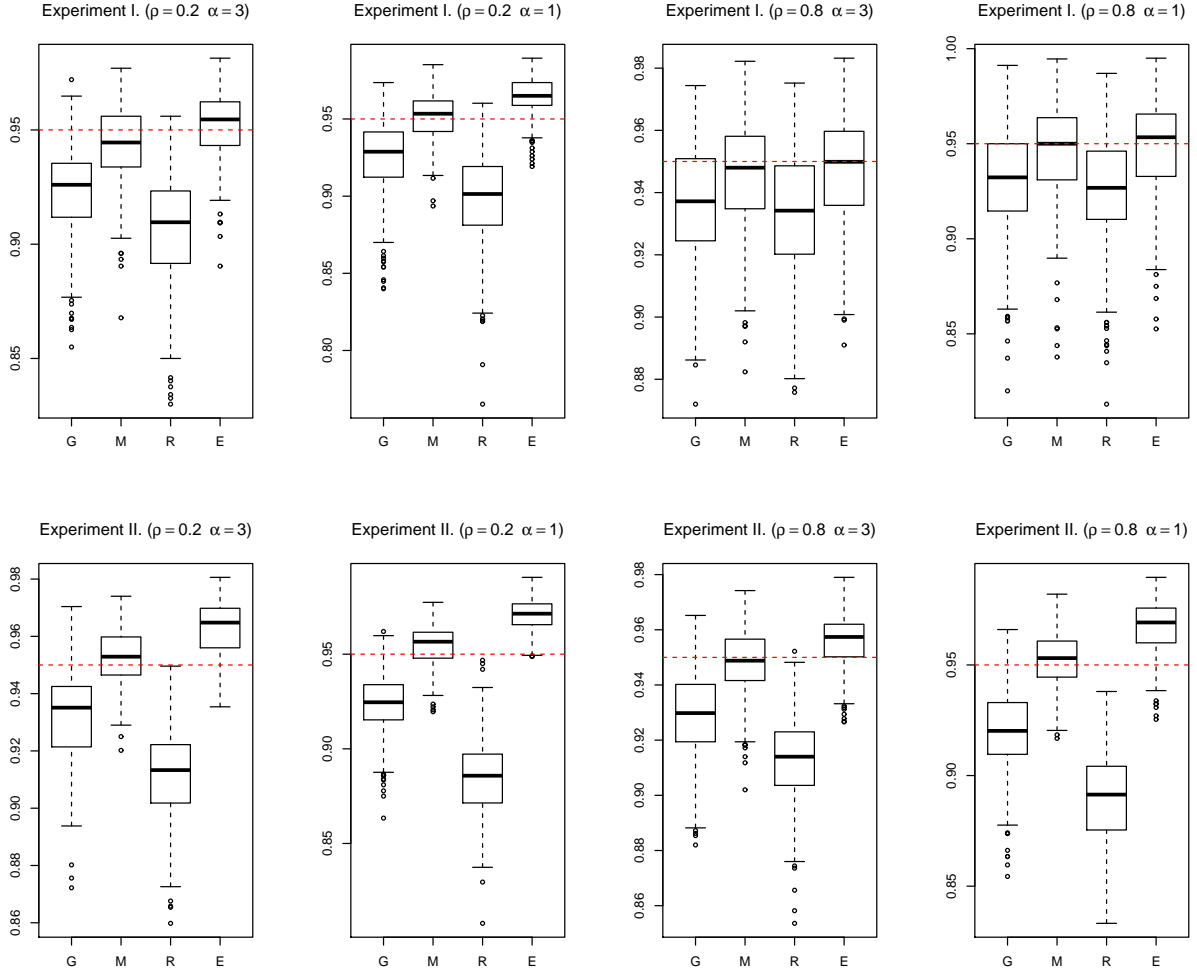 Experiment I. (ρ = 0.2 α = 3)
Experiment I. (ρ = 0.2 α = 1)
Experiment I. (ρ = 0.8 α = 3)
Experiment I. (ρ = 0.8 α = 1)
0.95
0.90
0.85
G M R E
0.95
0.90
0.85
0.80
G M R E
0.98
0.96
0.94
0.92
0.90
0.88
G M R E
1.00
0.95
0.90
0.85
G M R E
Experiment II. (ρ = 0.2 α = 3)
Experiment II. (ρ = 0.2 α = 1)
Experiment II. (ρ = 0.8 α = 3)
Experiment II. (ρ = 0.8 α = 1)
0.98
0.96
0.94
0.92
0.90
0.88
0.86
G M R E
0.95
0.90
0.85
G M R E
0.98
0.96
0.94
0.92
0.90
0.88
0.86
G M R E
0.95
0.90
0.85
G M R E